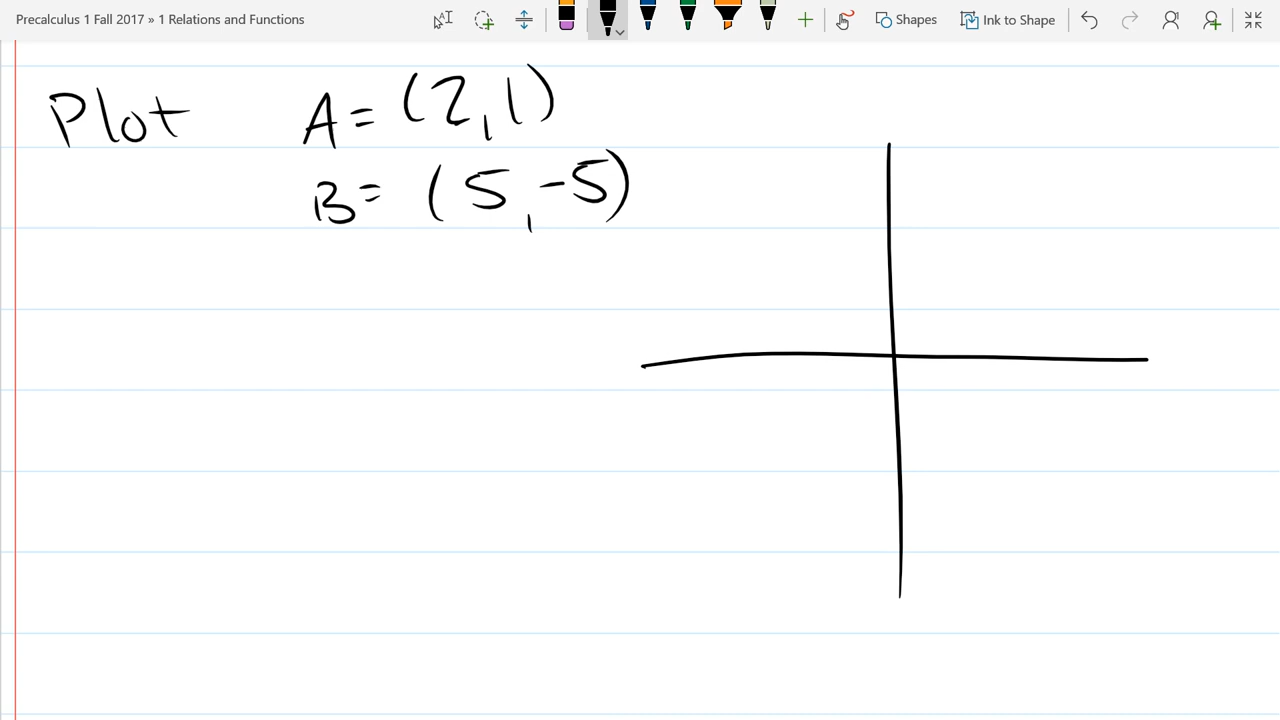 Precalculus 1 Fall 2017 » 1 Relations and Functions
Shapes
Ink to Shape
Plot A = (2,1)
B = (5,-5)